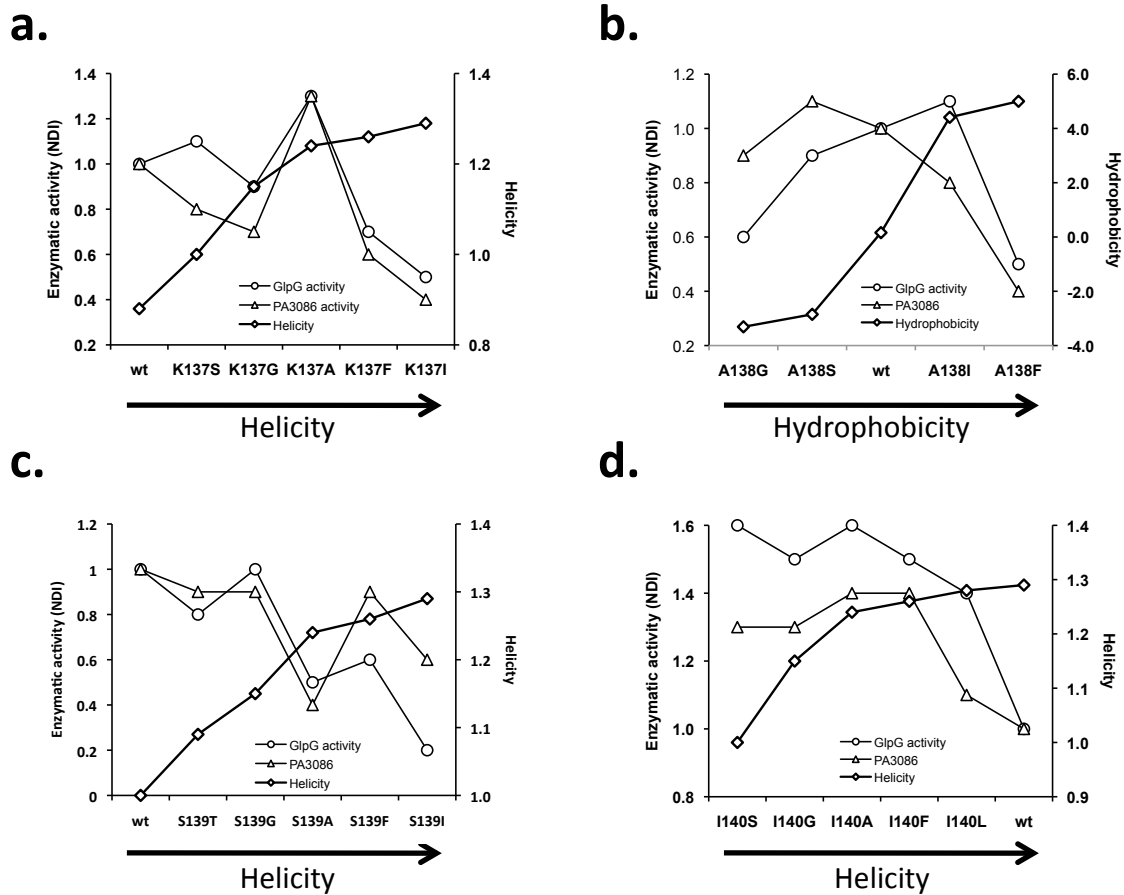 a.
1.4
1.2
1.0
0.8
0.6
0.4
0.2
Enzymatic activity (NDI)
1.4
1.2
1.0
0.8
Helicity
GlpG activity
PA3086 activity
Helicity
wt K137S K137G K137A K137F K137I
Helicity
b.
1.2
1.0
0.8
0.6
0.4
0.2
Enzymatic activity (NDI)
6.0
4.0
2.0
0.0
-2.0
-4.0
Hydrophobicity
GlpG activity
PA3086
Hydrophobicity
A138G A138S wt A138I A138F
Hydrophobicity
c.
1.2
1
0.8
0.6
0.4
0.2
0
Enzymatic activity (NDI)
1.4
1.3
1.2
1.1
1.0
Helicity
GlpG activity
PA3086
Helicity
wt S139T S139G S139A S139F S139I
Helicity
d.
1.6
1.4
1.2
1.0
0.8
Enzymatic activity (NDI)
1.4
1.3
1.2
1.1
1.0
0.9
Helicity
GlpG activity
PA3086
Helicity
I140S I140G I140A I140F I140L wt
Helicity